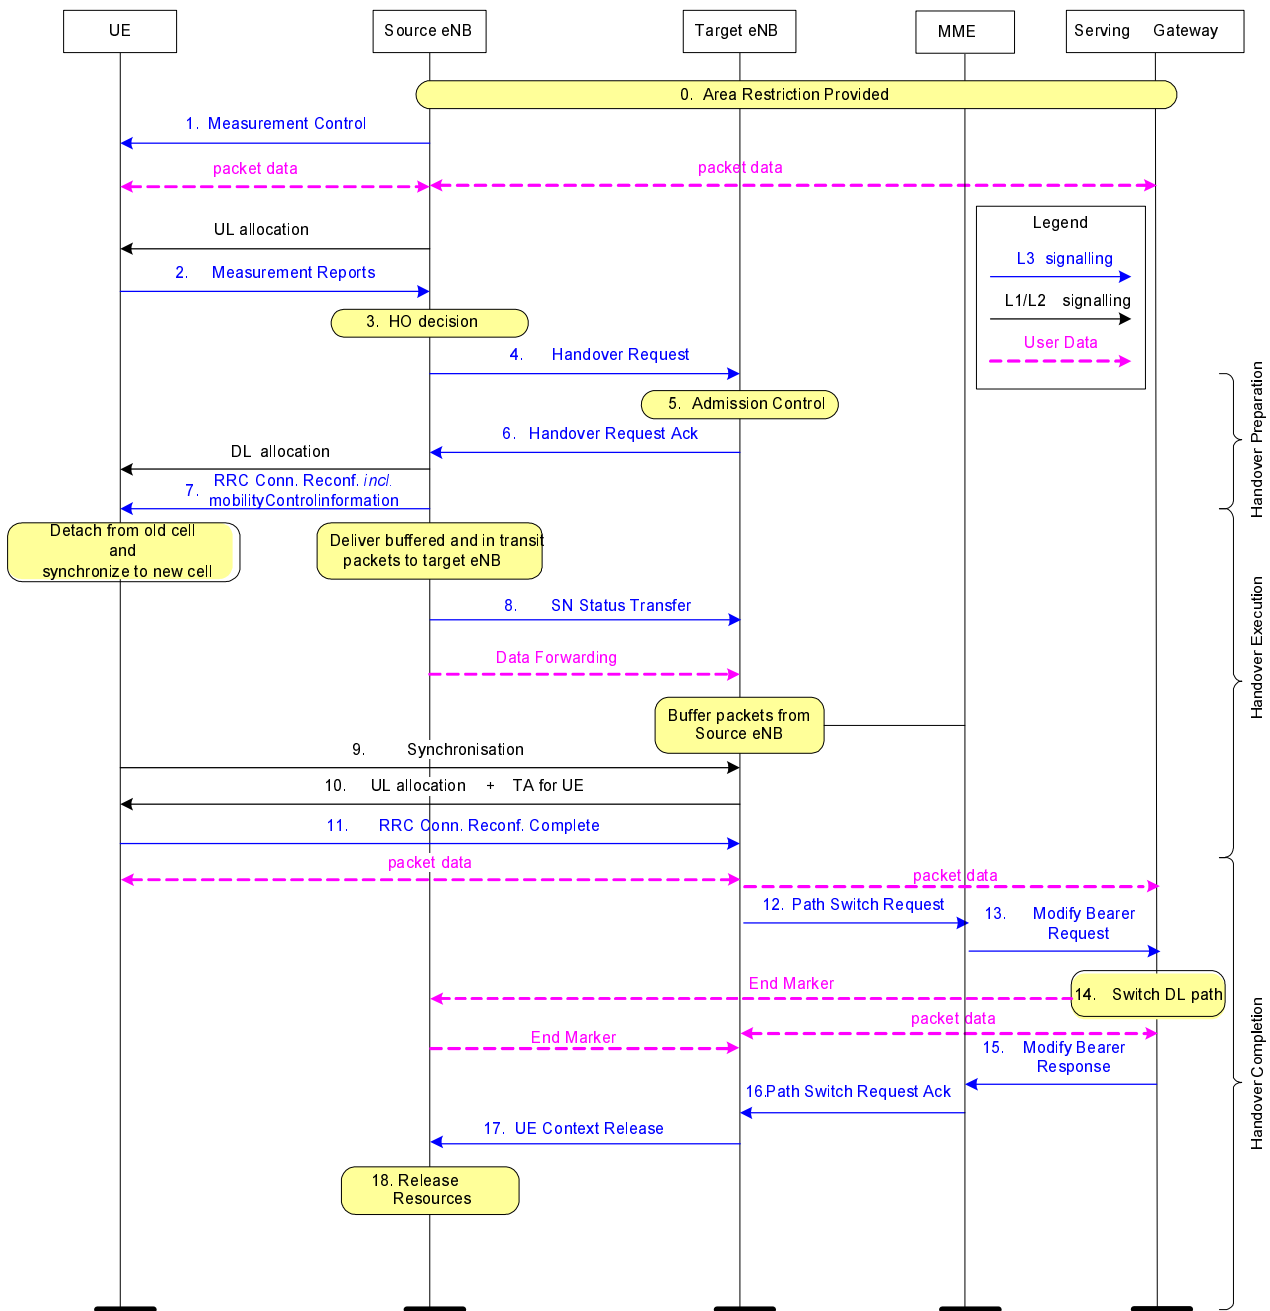 UE
Source eNB
Target eNB
MME
Serving Gateway
0. Area Restriction Provided
1. Measurement Control
packet data
packet data
UL allocation
Legend
L3 signalling
L1/L2 signalling
User Data
2. Measurement Reports
3. HO decision
4. Handover Request
5. Admission Control
6. Handover Request Ack
DL allocation
7. RRC Conn. Reconf. incl.
mobilityControlinformation
Handover Preparation
Detach from old cell
and
synchronize to new cell
Deliver buffered and in transit
packets to target eNB
8. SN Status Transfer
Data Forwarding
Buffer packets from
Source eNB
9. Synchronisation
10. UL allocation + TA for UE
11. RRC Conn. Reconf. Complete
Handover Execution
packet data
packet data
12. Path Switch Request
13. Modify Bearer
Request
End Marker
14. Switch DL path
packet data
End Marker
15. Modify Bearer
Response
16.Path Switch Request Ack
17. UE Context Release
18. Release
Resources
Handover Completion